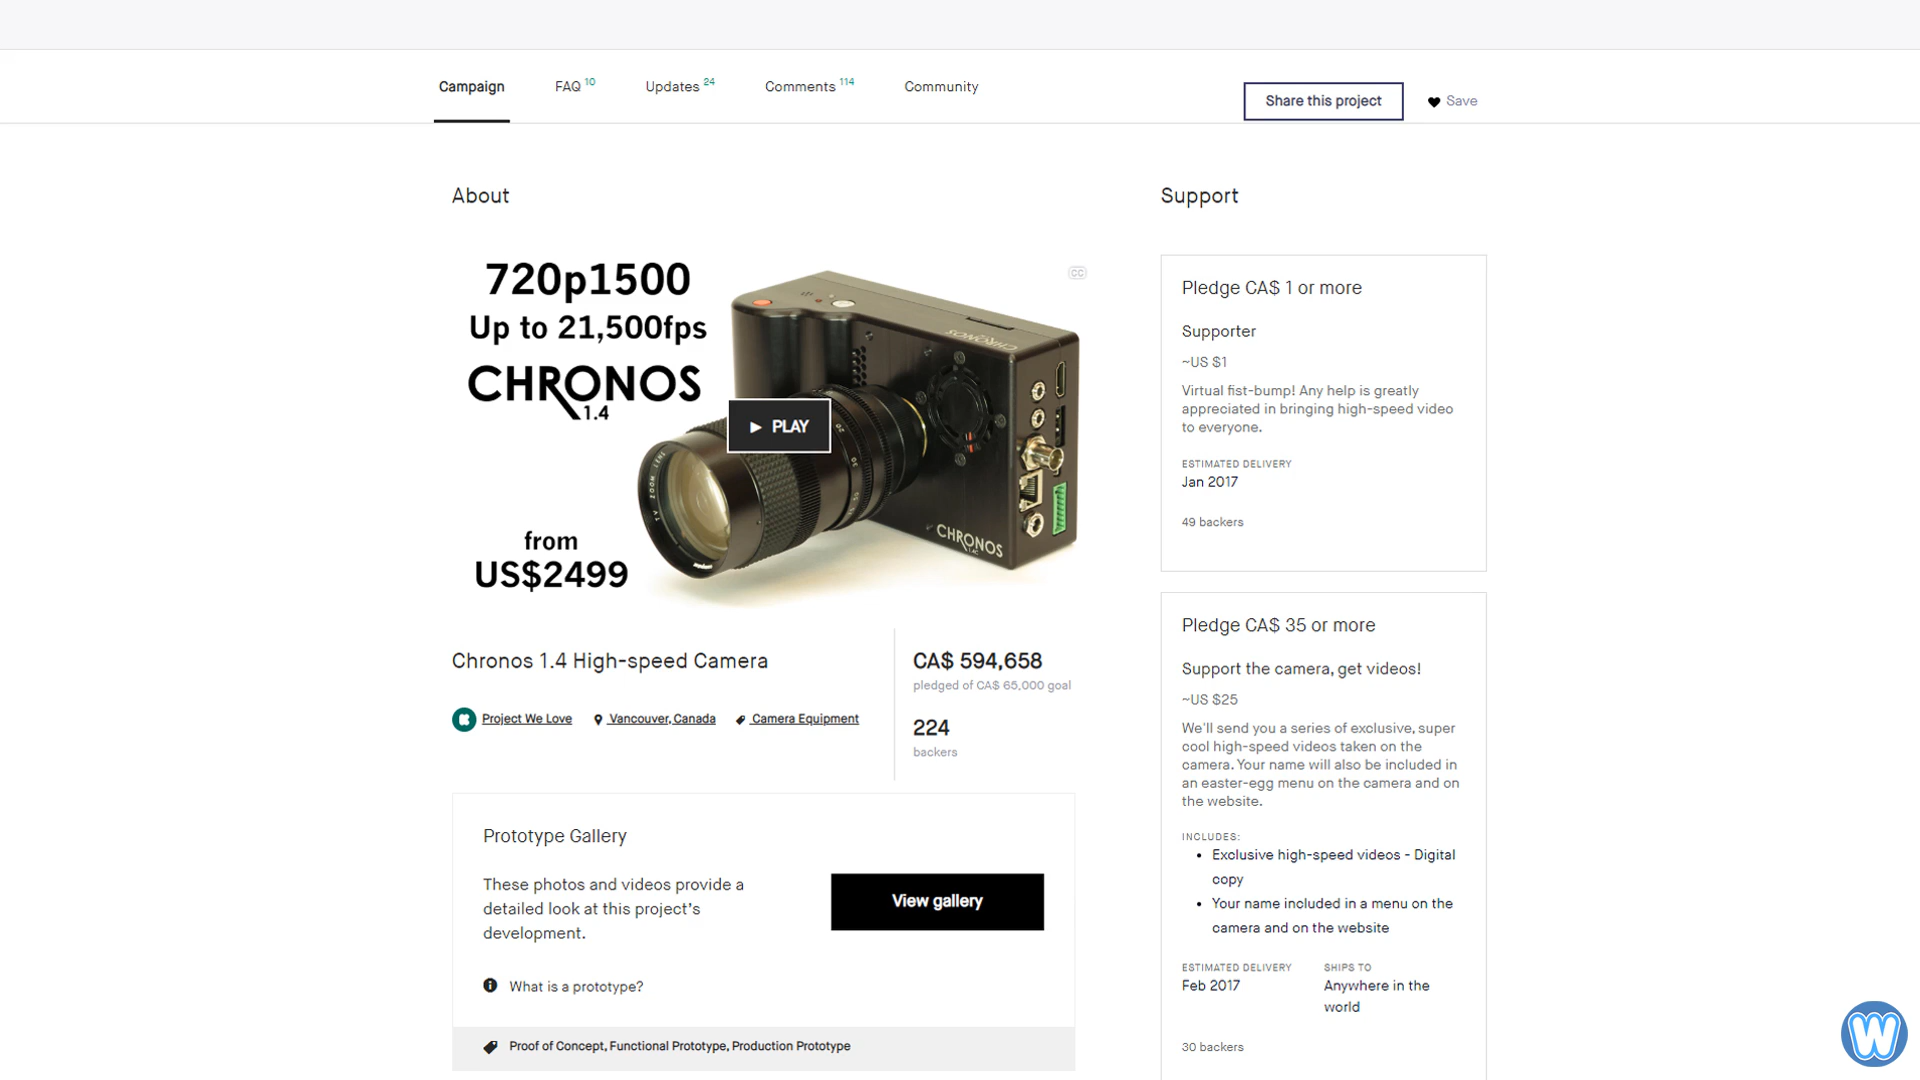 Campaign
FAQ 10
Updates 24
Comments 114
Community
Share this project
Save
About
Support
720p1500
Up to 21,500fps
CHRONOS
1.4
PLAY
CC
CHRONOS
CHRONOS
1.4C
from
US$2499
Chronos 1.4 High-speed Camera
Project We Love
Vancouver, Canada
Camera Equipment
CA$ 594,658
pledged of CA$ 65,000 goal
224
backers
Prototype Gallery
These photos and videos provide a
detailed look at this project's
development.
View gallery
What is a prototype?
Proof of Concept, Functional Prototype, Production Prototype
Pledge CA$ 1 or more
Supporter
~US $1
Virtual fist-bump! Any help is greatly
appreciated in bringing high-speed video
to everyone.
ESTIMATED DELIVERY
Jan 2017
49 backers
Pledge CA$ 35 or more
Support the camera, get videos!
~US $25
We'll send you a series of exclusive, super
cool high-speed videos taken on the
camera. Your name will also be included in
an easter-egg menu on the camera and on
the website.
INCLUDES:
• Exclusive high-speed videos - Digital
copy
• Your name included in a menu on the
camera and on the website
ESTIMATED DELIVERY
Feb 2017
SHIPS TO
Anywhere in the
world
30 backers
W